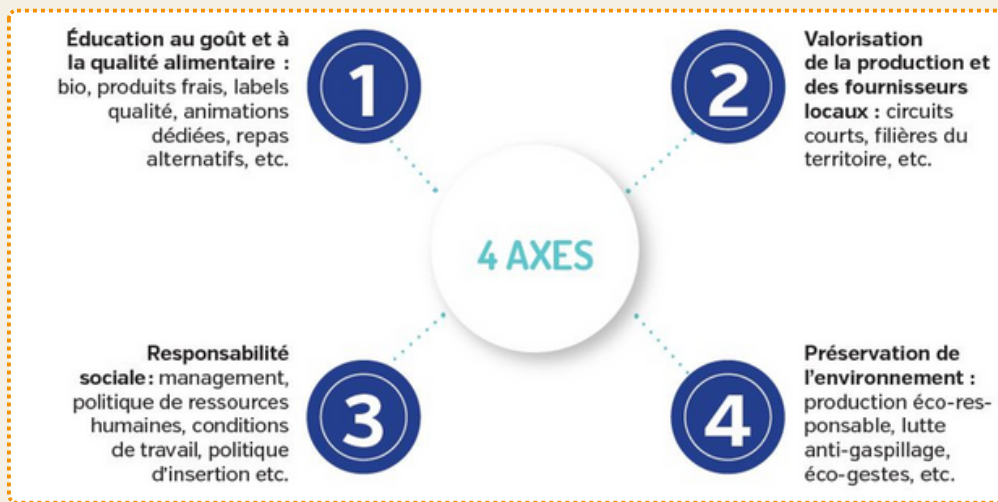 Éducation au goût et à
la qualité alimentaire :
bio, produits frais, labels
qualité, animations
dédiées, repas
alternatifs, etc.
1
2
Valorisation
de la production et
des fournisseurs
locaux : circuits
courts, filières du
territoire, etc.
4 AXES
Responsabilité
sociale : management,
politique de ressources
humaines, conditions
de travail, politique
d'insertion etc.
3
4
Préservation de
l'environnement :
production éco-res-
ponsable, lutte
anti-gaspillage,
éco-gestes, etc.